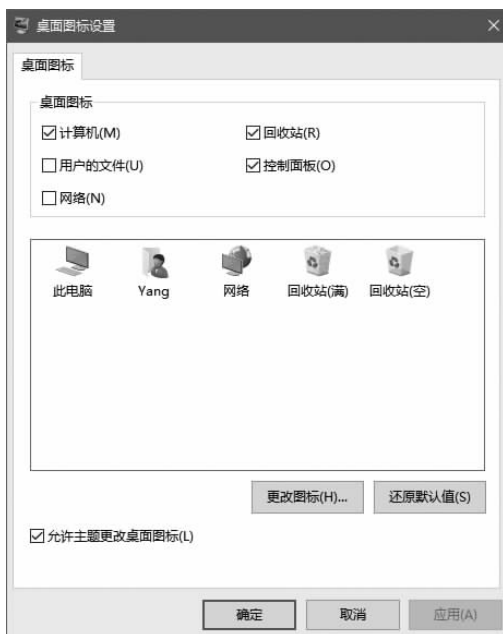 桌面图标设置
桌面图标
桌面图标
计算机(M)
回收站(R)
用户的文件(U)
控制面板(O)
网络(N)
此电脑
Yang
网络
回收站(满)
回收站(空)
更改图标(H)...
还原默认值(S)
允许主题更改桌面图标(L)
确定
取消
应用(A)